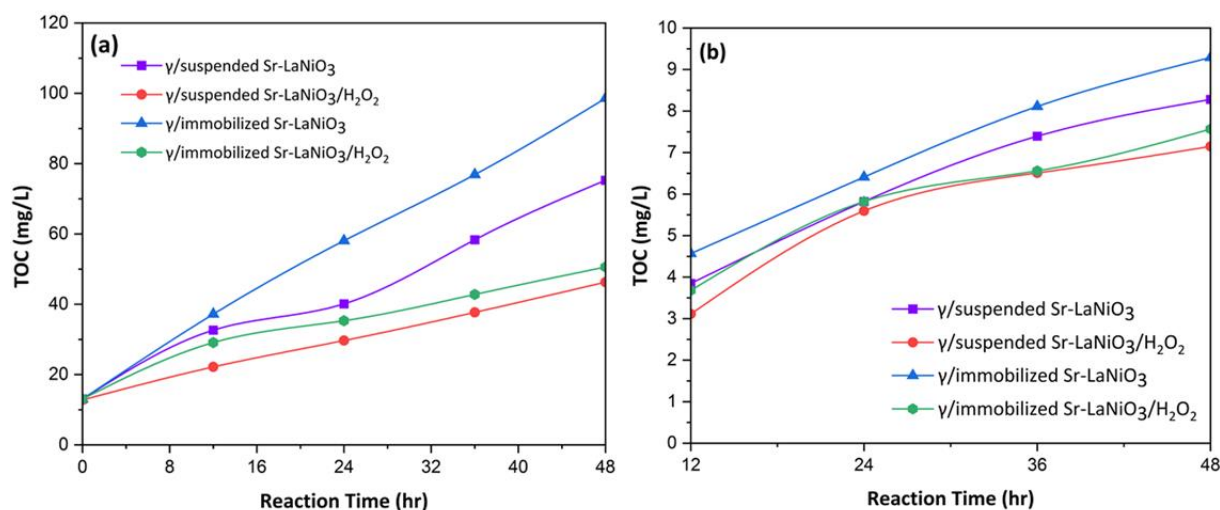 (a)
γ/suspended Sr-LaNiO₃
γ/suspended Sr-LaNiO₃/H₂O₂
γ/immobilized Sr-LaNiO₃
γ/immobilized Sr-LaNiO₃/H₂O₂
TOC (mg/L)
120
100
80
60
40
20
0
0 8 16 24 32 40 48
Reaction Time (hr)
(b)
TOC (mg/L)
10
9
8
7
6
5
4
3
2
1
0
γ/suspended Sr-LaNiO₃
γ/suspended Sr-LaNiO₃/H₂O₂
γ/immobilized Sr-LaNiO₃
γ/immobilized Sr-LaNiO₃/H₂O₂
12 24 36 48
Reaction Time (hr)